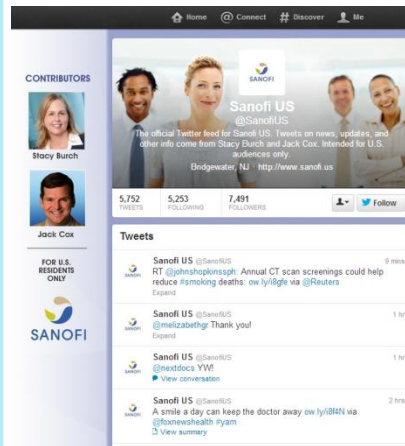 Home
@ Connect
# Discover
Me
CONTRIBUTORS
Stacy Burch
Jack Cox
FOR U.S.
RESIDENTS
ONLY
SANOFI
SANOFI
Sanofi US
@SanofiUS
The official Twitter feed for Sanofi US. Tweets on news, updates, and
other info come from Stacy Burch and Jack Cox. Intended for U.S.
audiences only.
Bridgewater, NJ · http://www.sanofi.us
5,752
TWEETS
5,253
FOLLOWING
7,491
FOLLOWERS
Follow
Tweets
Sanofi US @SanofiUS 9 mins
RT @johnshopkinssph: Annual CT scan screenings could help
reduce #smoking deaths: ow.ly/i8gfe via @Reuters
Expand
Sanofi US @SanofiUS 1 hr
@melizabethgr Thank you!
Expand
Sanofi US @SanofiUS 1 hr
@nextdocs YW!
View conversation
Sanofi US @SanofiUS 2 hrs
A smile a day can keep the doctor away ow.ly/i8f4N via
@foxnewshealth #yam
View summary